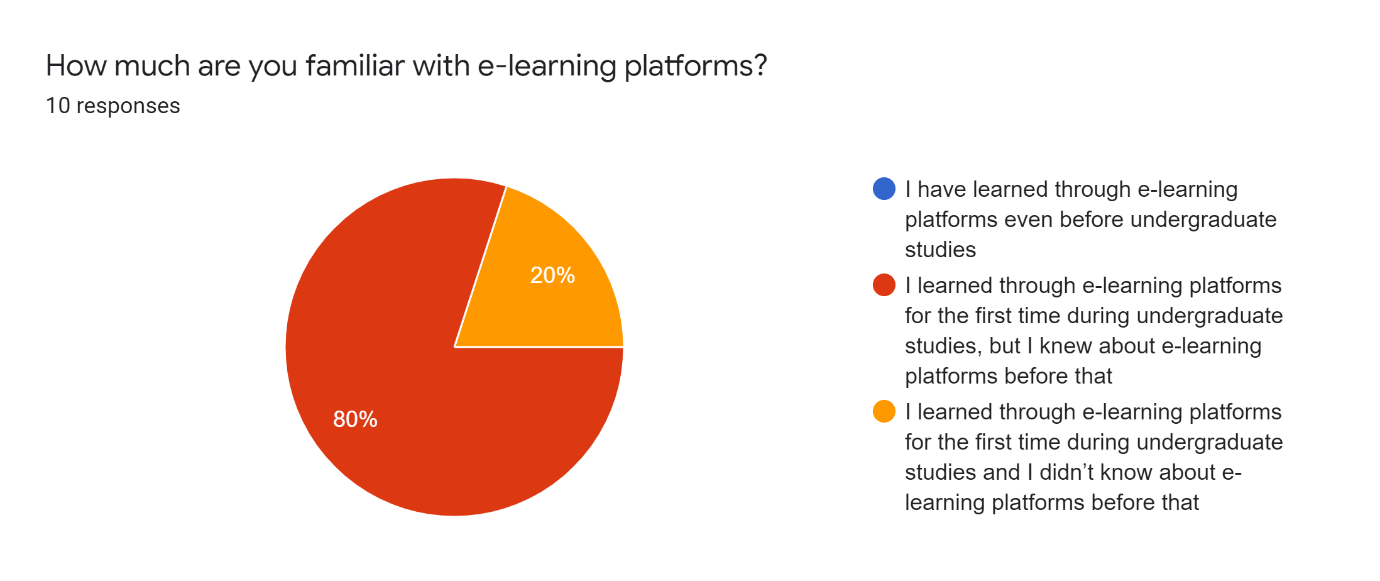 How much are you familiar with e-learning platforms?
10 responses
20%
80%
I have learned through e-learning
platforms even before undergraduate
studies
I learned through e-learning platforms
for the first time during undergraduate
studies, but I knew about e-learning
platforms before that
I learned through e-learning platforms
for the first time during undergraduate
studies and I didn’t know about e-
learning platforms before that